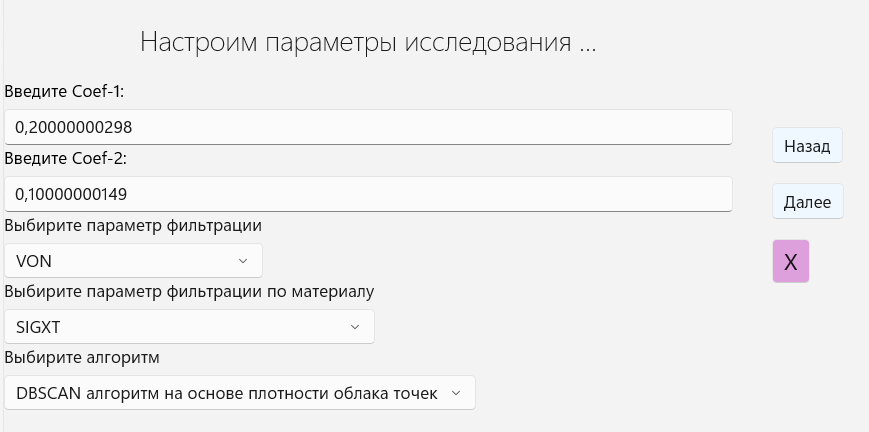 Настроим параметры исследования ...
Введите Coef-1:
0,20000000298
Введите Coef-2:
0,10000000149
Выбирите параметр фильтрации
VON
Выбирите параметр фильтрации по материалу
SIGXT
Выбирите алгоритм
DBSCAN алгоритм на основе плотности облака точек
Назад
Далее
X